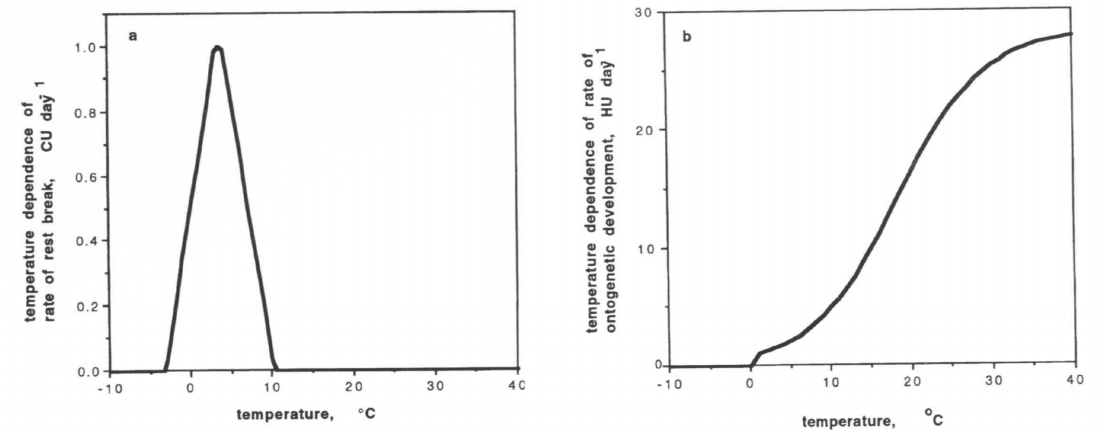 a
temperature dependence of
rate of rest break, CU day-1
1.0
0.8
0.6
0.4
0.2
0.0
-10 0 10 20 30 40
temperature, °C
b
temperature dependence of rate of
ontogenetic development, HU day-1
30
20
10
0
-10 0 10 20 30 40
temperature, °C